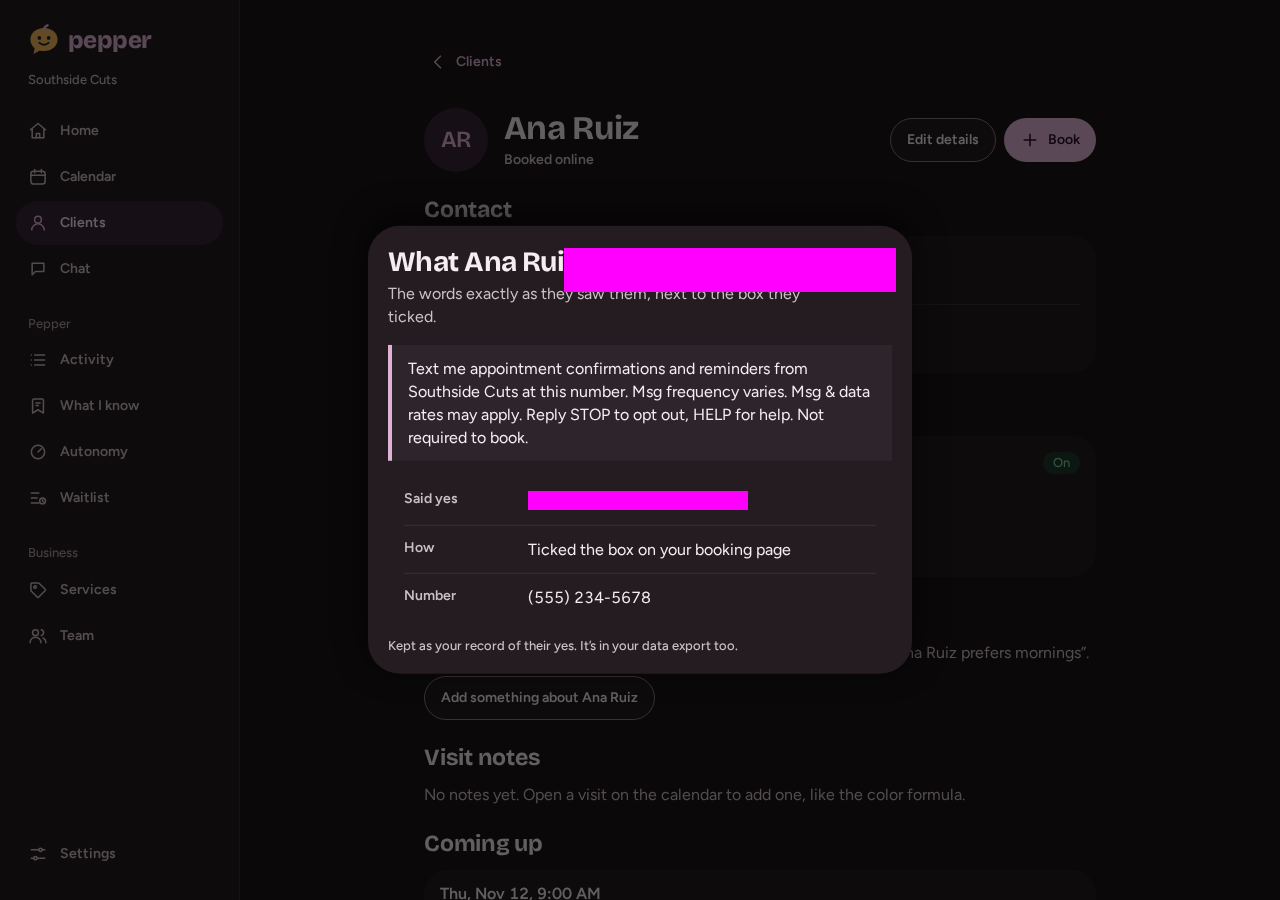 pepper
Southside Cuts
Home
Calendar
Clients
Chat
Pepper
Activity
What I know
Autonomy
Waitlist
Business
Services
Team
Settings
Clients
AR
Ana Ruiz
Booked online
Edit details
Book
Contact
What Ana Rui
The words exactly as they saw them, next to the box they
ticked.
Text me appointment confirmations and reminders from
Southside Cuts at this number. Msg frequency varies. Msg & data
rates may apply. Reply STOP to opt out, HELP for help. Not
required to book.
Said yes
How
Ticked the box on your booking page
Number
(555) 234-5678
Kept as your record of their yes. It's in your data export too.
On
na Ruiz prefers mornings”.
Add something about Ana Ruiz
Visit notes
No notes yet. Open a visit on the calendar to add one, like the color formula.
Coming up
Thu, Nov 12, 9:00 AM